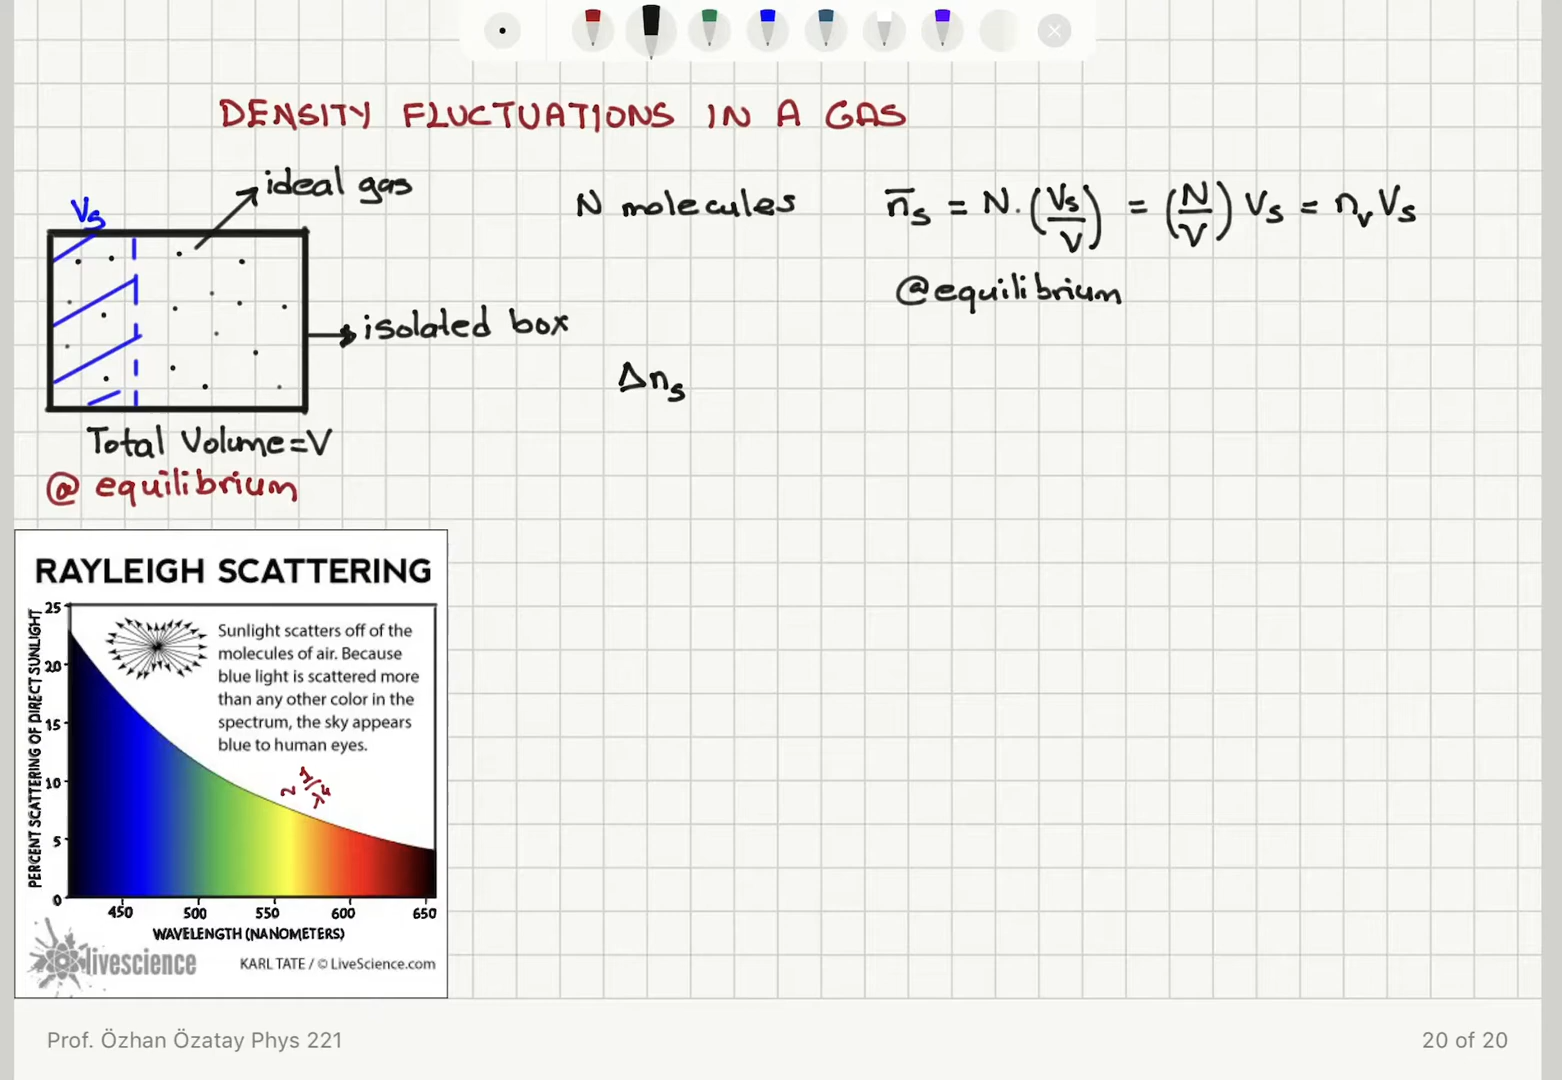 DENSITY FLUCTUATIONS IN A GAS
ideal gas
Vs
N molecules
n̄s = N·(Vs/V) = (N/V) Vs = nᵥVs
@equilibrium
isolated box
Δns
Total Volume=V
@ equilibrium
RAYLEIGH SCATTERING
PERCENT SCATTERING OF DIRECT SUNLIGHT
25
20
15
10
5
0
Sunlight scatters off of the
molecules of air. Because
blue light is scattered more
than any other color in the
spectrum, the sky appears
blue to human eyes.
450 500 550 600 650
WAVELENGTH (NANOMETERS)
livescience
KARL TATE / © LiveScience.com
Prof. Özhan Özatay Phys 221
20 of 20